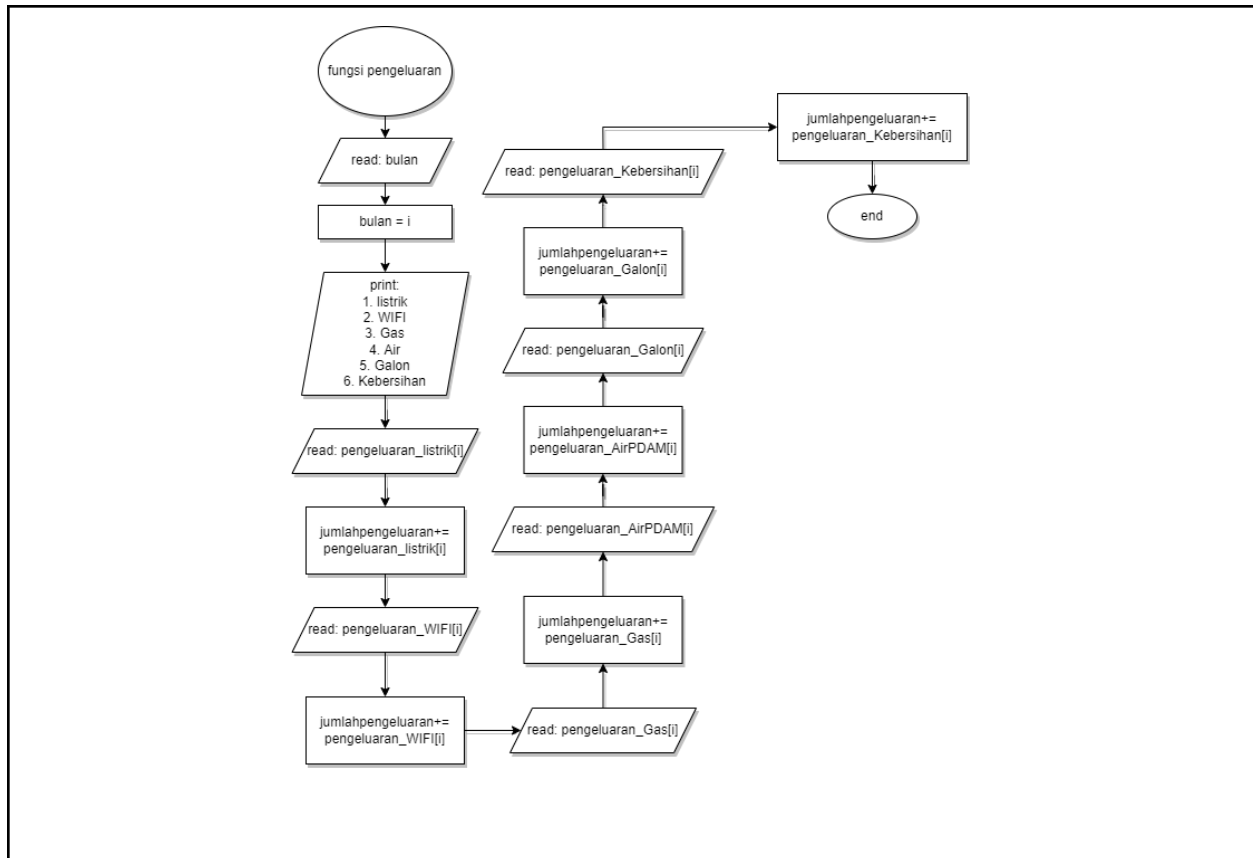 fungsi pengeluaran
read: bulan
bulan = i
print:
1. listrik
2. WIFI
3. Gas
4. Air
5. Galon
6. Kebersihan
read: pengeluaran_listrik[i]
jumlahpengeluaran+=
pengeluaran_listrik[i]
read: pengeluaran_WIFI[i]
jumlahpengeluaran+=
pengeluaran_WIFI[i]
read: pengeluaran_Gas[i]
jumlahpengeluaran+=
pengeluaran_Gas[i]
read: pengeluaran_AirPDAM[i]
jumlahpengeluaran+=
pengeluaran_AirPDAM[i]
read: pengeluaran_Galon[i]
jumlahpengeluaran+=
pengeluaran_Galon[i]
read: pengeluaran_Kebersihan[i]
jumlahpengeluaran+=
pengeluaran_Kebersihan[i]
end